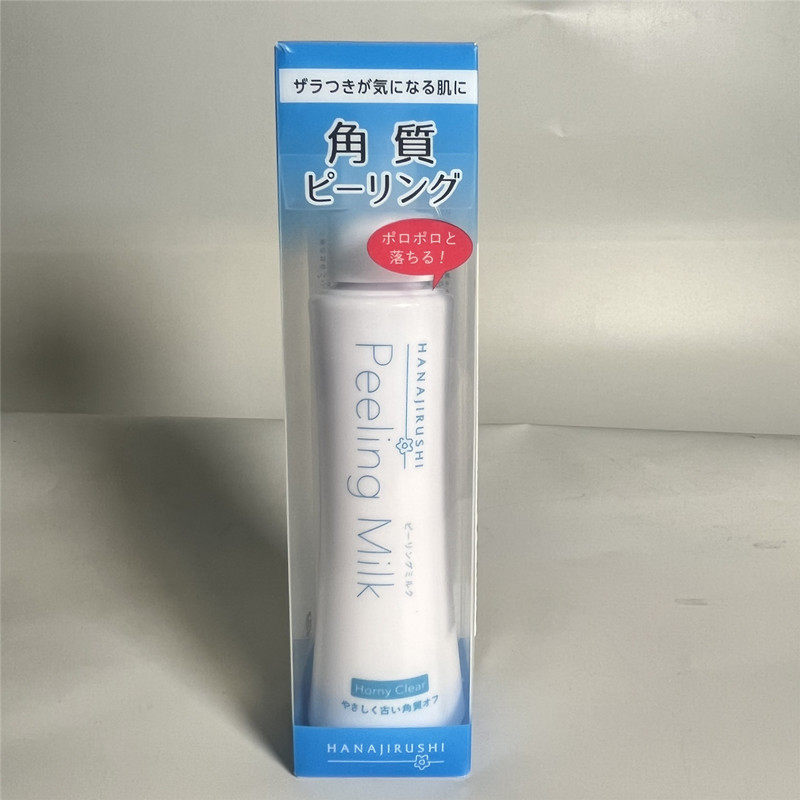 ザラつきが気になる肌に
角質
ピーリング
ポロポロと
落ちる!
HANAJIRUSHI
Peeling Milk
ピーリングミルク
Horny Clear
やさしく古い角質オフ
HANAJIRUSHI